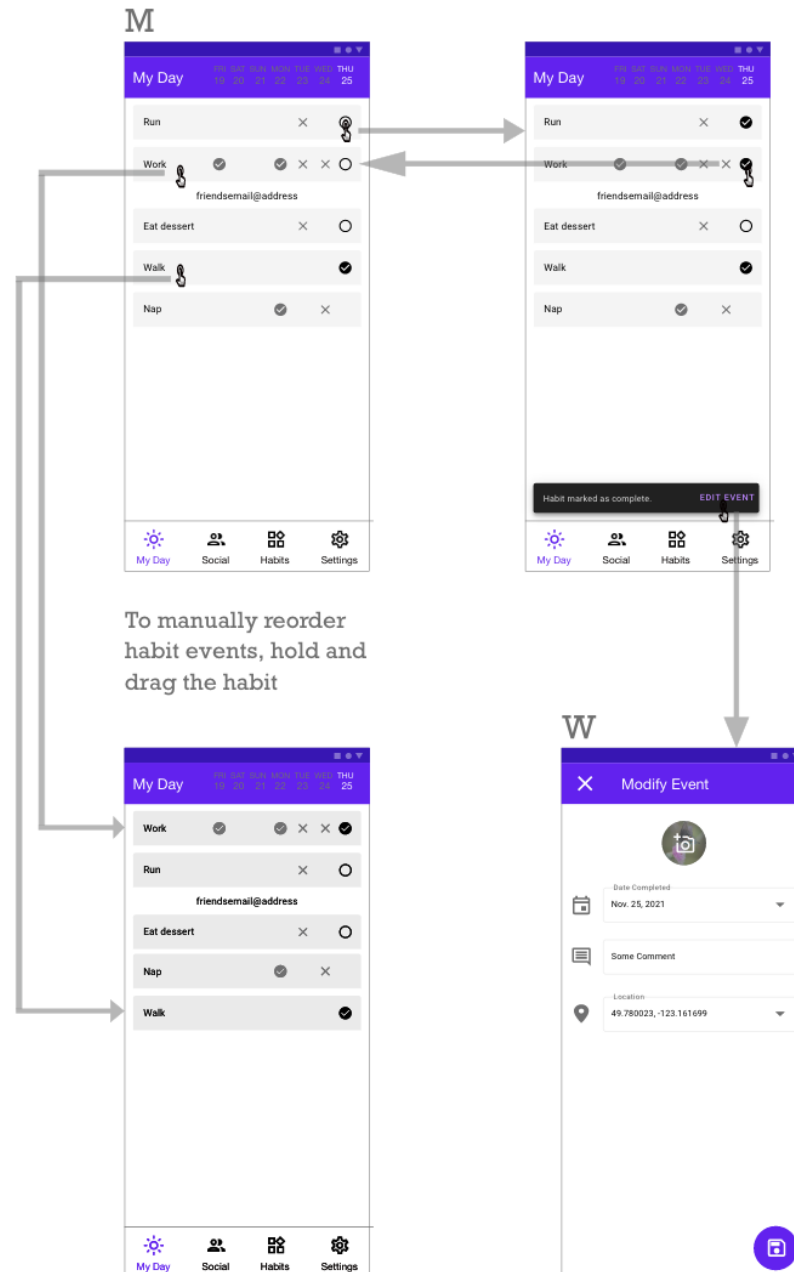 M
My Day
FRI SAT SUN MON TUE WED THU
19 20 21 22 23 24 25
Run
Work
friendsemail@address
Eat dessert
Walk
Nap
My Day Social Habits Settings
My Day
FRI SAT SUN MON TUE WED THU
19 20 21 22 23 24 25
Run
Work
friendsemail@address
Eat dessert
Walk
Nap
Habit marked as complete. EDIT EVENT
My Day Social Habits Settings
To manually reorder
habit events, hold and
drag the habit
My Day
FRI SAT SUN MON TUE WED THU
19 20 21 22 23 24 25
Work
Run
friendsemail@address
Eat dessert
Nap
Walk
My Day Social Habits Settings
W
Modify Event
Date Completed
Nov. 25, 2021
Some Comment
Location
49.780023, -123.161699